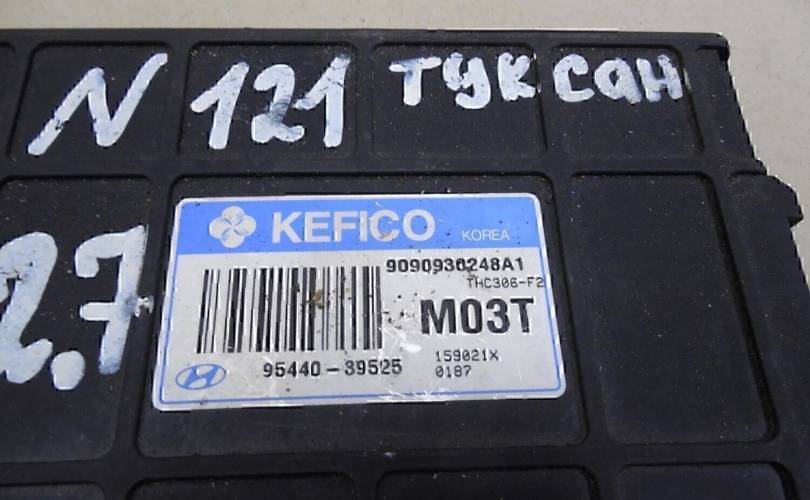 N 121 туксан
2.7
KEFICO KOREA
9090930248A1
THC306-F2
M03T
95440-39525
159021X
0187